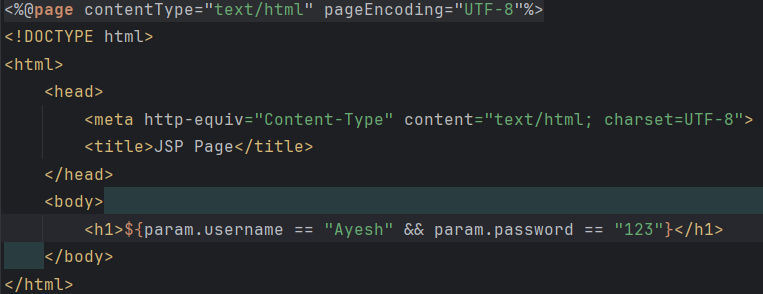 <%@page contentType="text/html" pageEncoding="UTF-8"%>
<!DOCTYPE html>
<html>
    <head>
        <meta http-equiv="Content-Type" content="text/html; charset=UTF-8">
        <title>JSP Page</title>
    </head>
    <body>
        <h1>${param.username == "Ayesh" && param.password == "123"}</h1>
    </body>
</html>